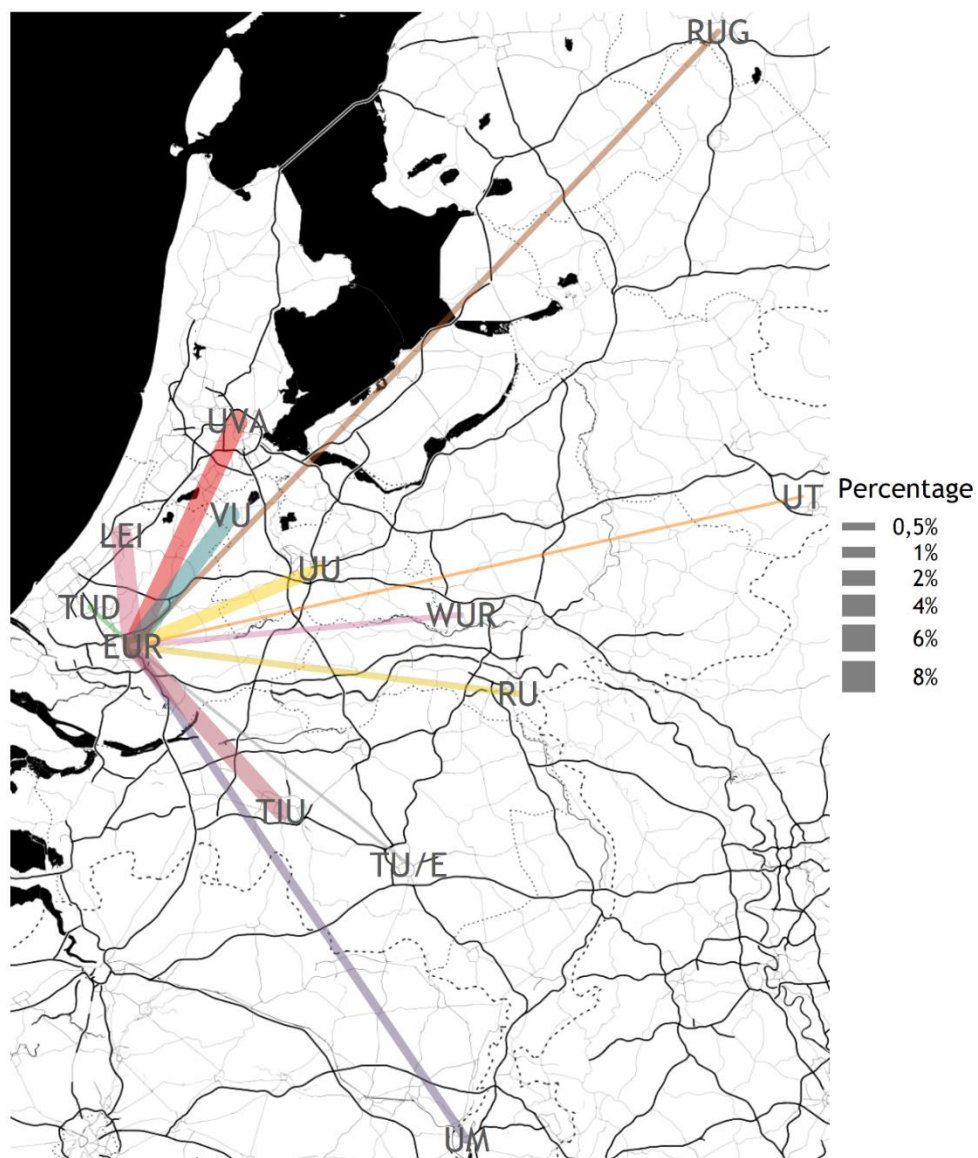 RUG
UVA
UT
VU
LEI
UU
TUD
WUR
EUR
RU
TIU
TU/E
UM
Percentage
0,5%
1%
2%
4%
6%
8%